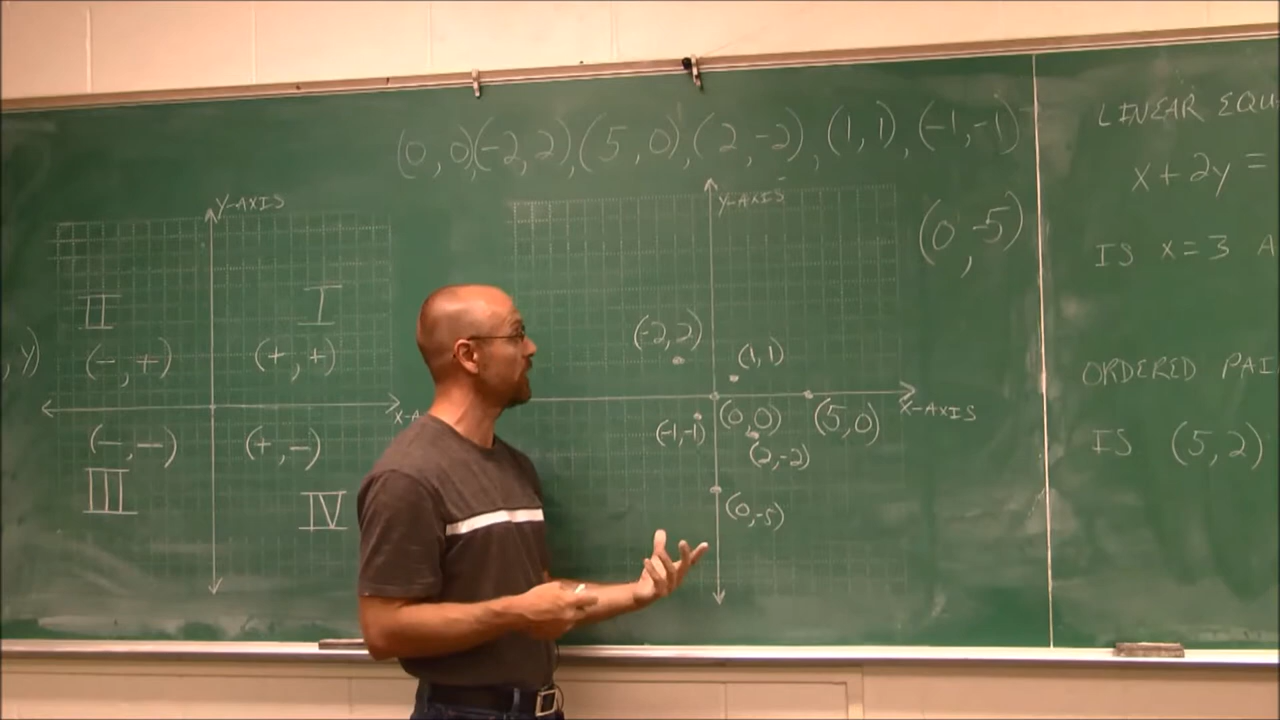 (0, 0)(-2, 2), (5, 0), (2, -2), (1, 1), (-1, -1)
(0, -5)
Y-AXIS
II
I
(-, +)
(+, +)
, y)
X-A
(-, -)
(+, -)
III
IV
Y-AXIS
(-2, 2)
(1, 1)
X-AXIS
(-1, -1)
(0, 0)
(5, 0)
(2, -2)
(0, -5)
LINEAR EQU
x + 2y =
IS x = 3 A
ORDERED PAI
IS (5, 2)